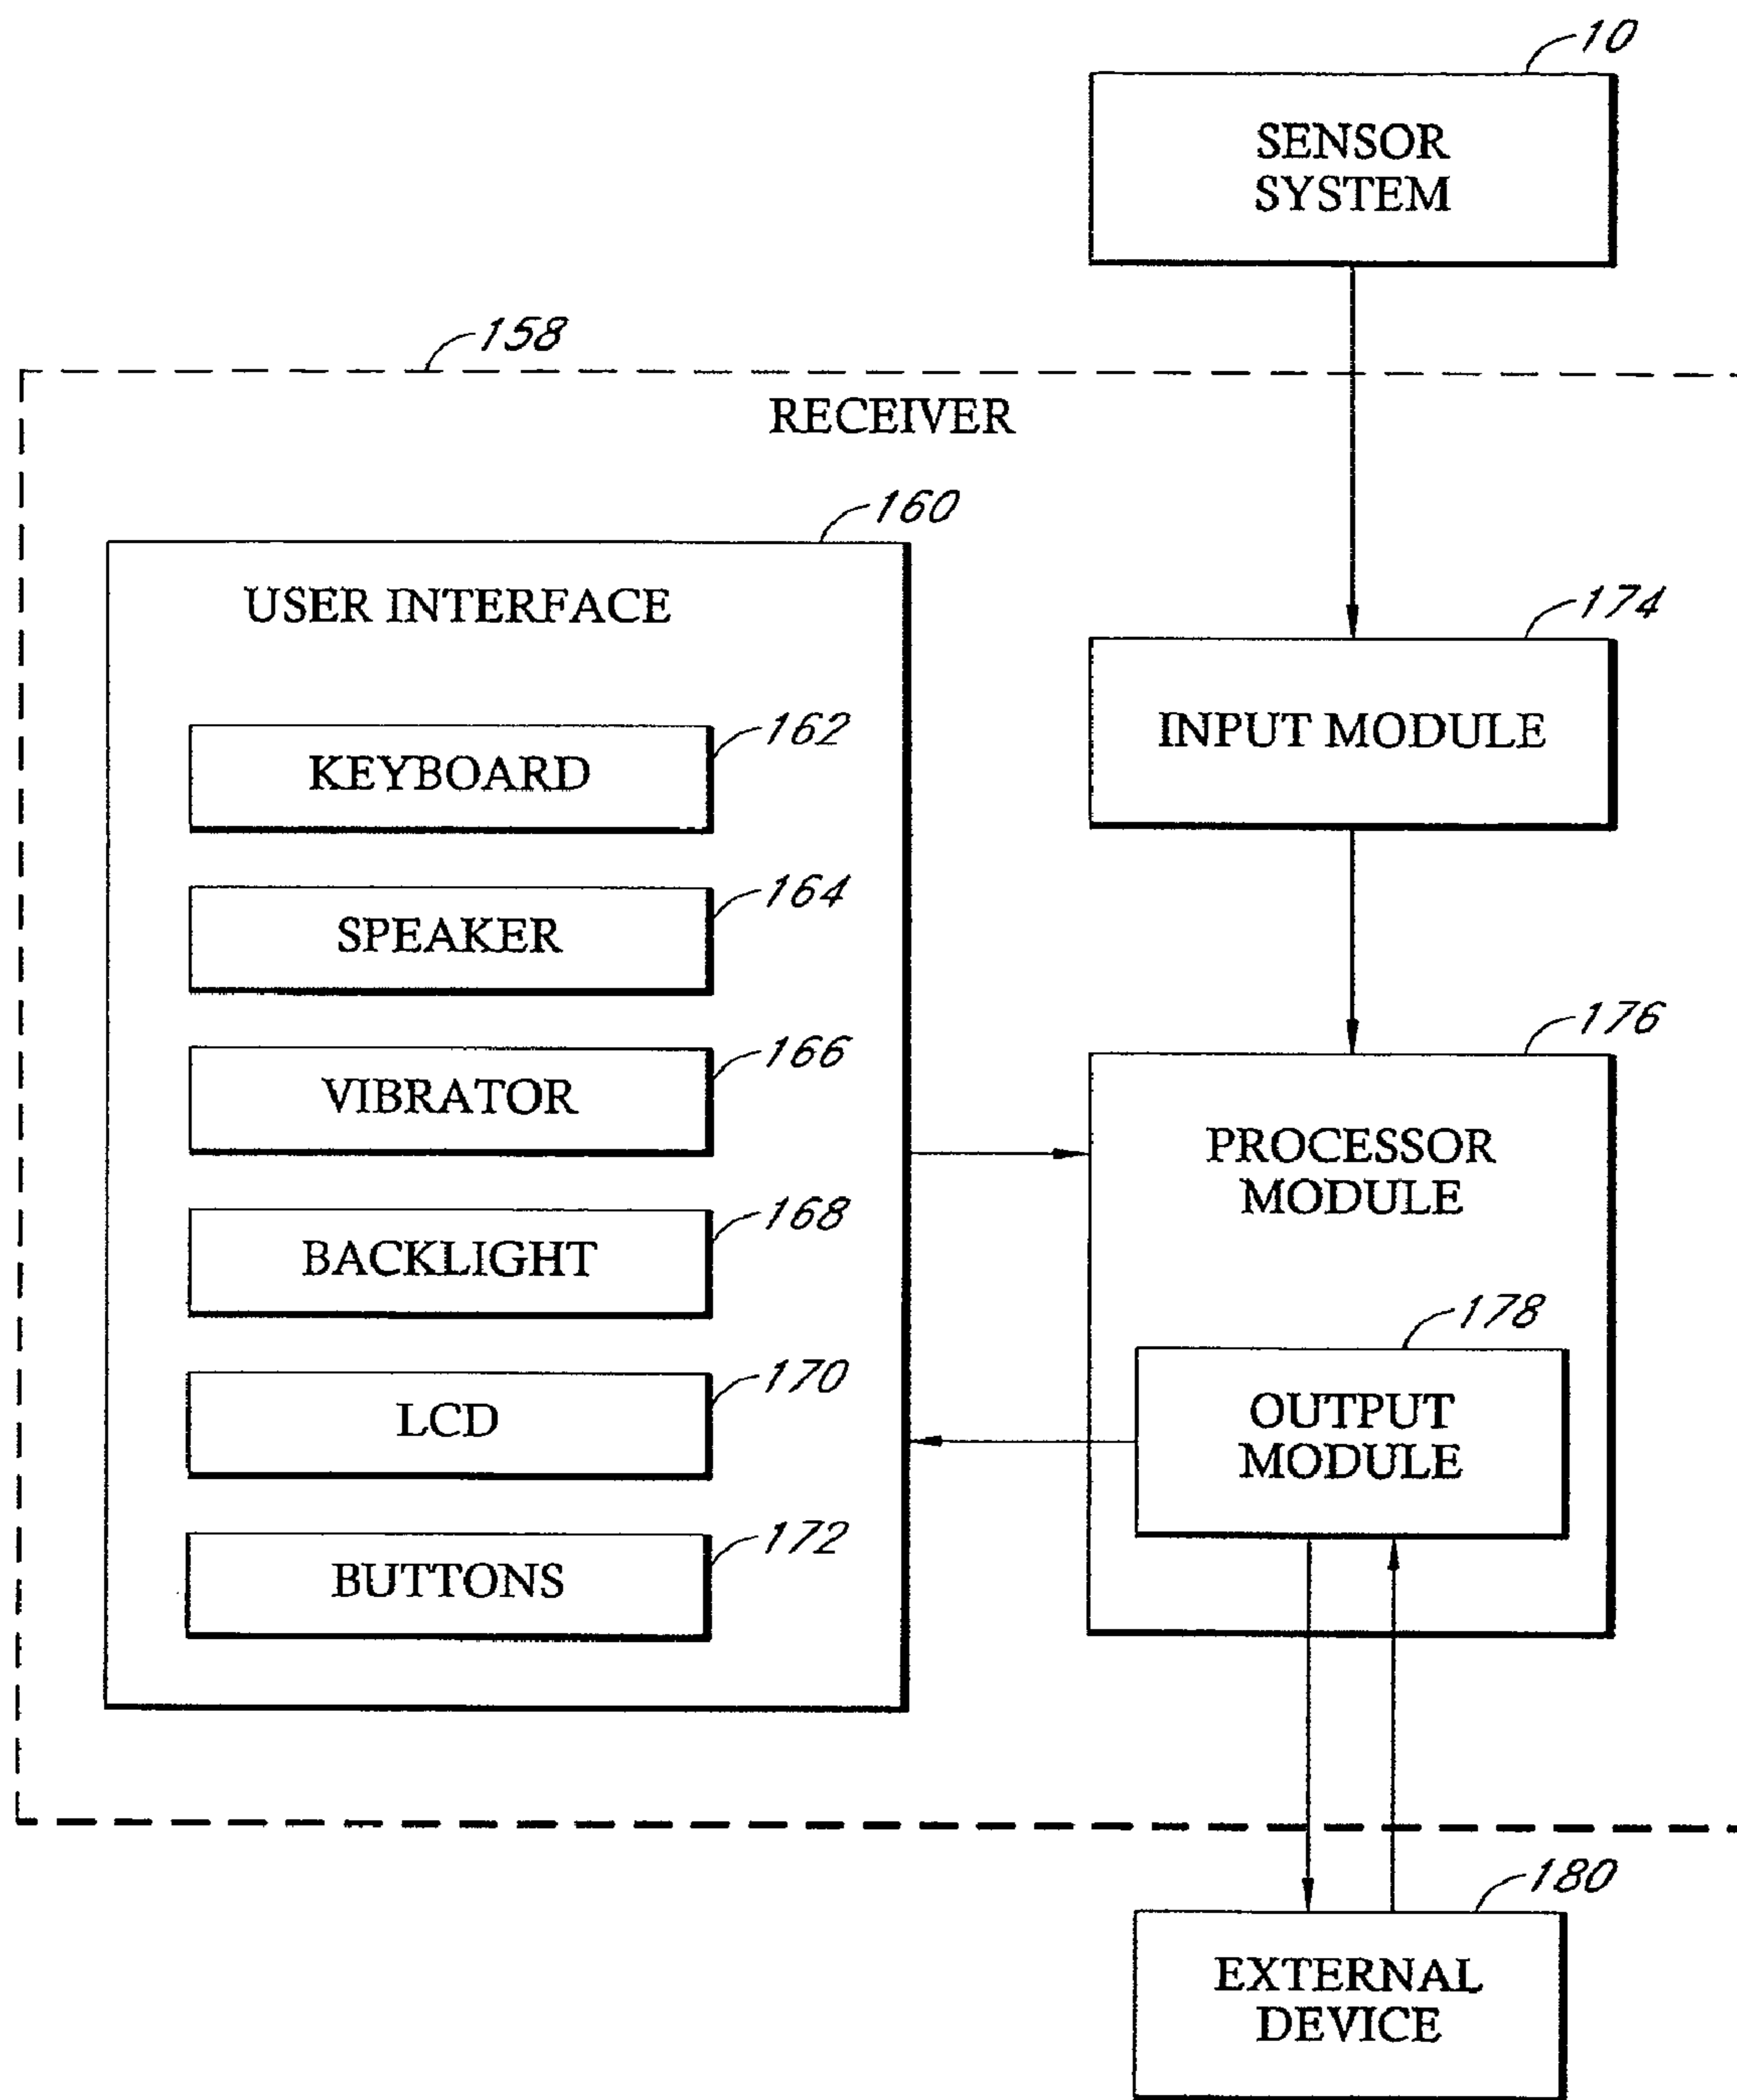 10
SENSOR
SYSTEM
158
RECEIVER
160
USER INTERFACE
174
INPUT MODULE
162
KEYBOARD
164
SPEAKER
166
VIBRATOR
168
BACKLIGHT
170
LCD
172
BUTTONS
176
PROCESSOR
MODULE
178
OUTPUT
MODULE
180
EXTERNAL
DEVICE